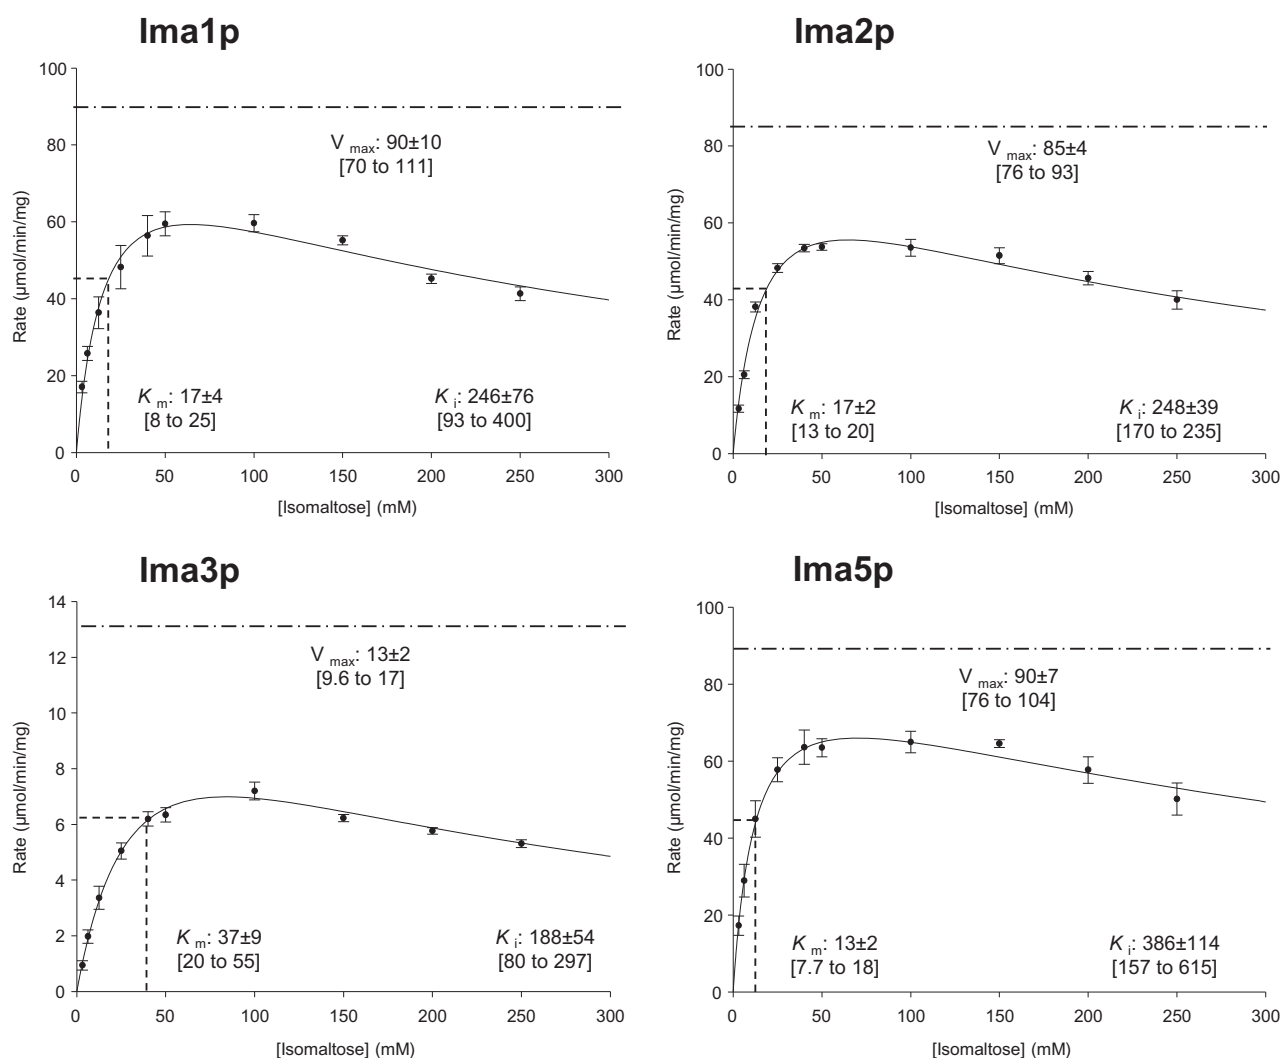 Ima1p
100
80
60
40
20
0
Rate (µmol/min/mg)
V max: 90±10
[70 to 111]
K m: 17±4
[8 to 25]
K i: 246±76
[93 to 400]
0 50 100 150 200 250 300
[Isomaltose] (mM)
Ima2p
100
80
60
40
20
0
Rate (µmol/min/mg)
V max: 85±4
[76 to 93]
K m: 17±2
[13 to 20]
K i: 248±39
[170 to 235]
0 50 100 150 200 250 300
[Isomaltose] (mM)
Ima3p
14
12
10
8
6
4
2
0
Rate (µmol/min/mg)
V max: 13±2
[9.6 to 17]
K m: 37±9
[20 to 55]
K i: 188±54
[80 to 297]
0 50 100 150 200 250 300
[Isomaltose] (mM)
Ima5p
100
80
60
40
20
0
Rate (µmol/min/mg)
V max: 90±7
[76 to 104]
K m: 13±2
[7.7 to 18]
K i: 386±114
[157 to 615]
0 50 100 150 200 250 300
[Isomaltose] (mM)